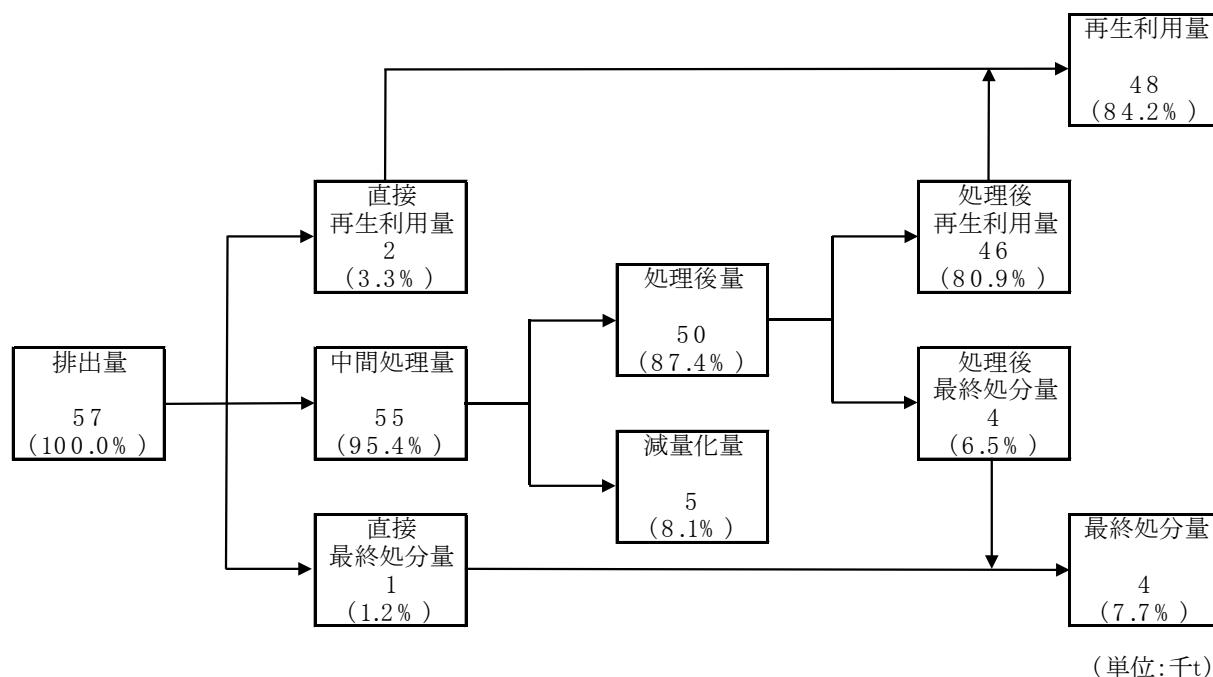 再生利用量
48
(84.2%)
直接
再生利用量
2
(3.3%)
処理後
再生利用量
46
(80.9%)
処理後量
50
(87.4%)
排出量
57
(100.0%)
中間処理量
55
(95.4%)
処理後
最終処分量
4
(6.5%)
減量化量
5
(8.1%)
直接
最終処分量
1
(1.2%)
最終処分量
4
(7.7%)
(単位:千t)